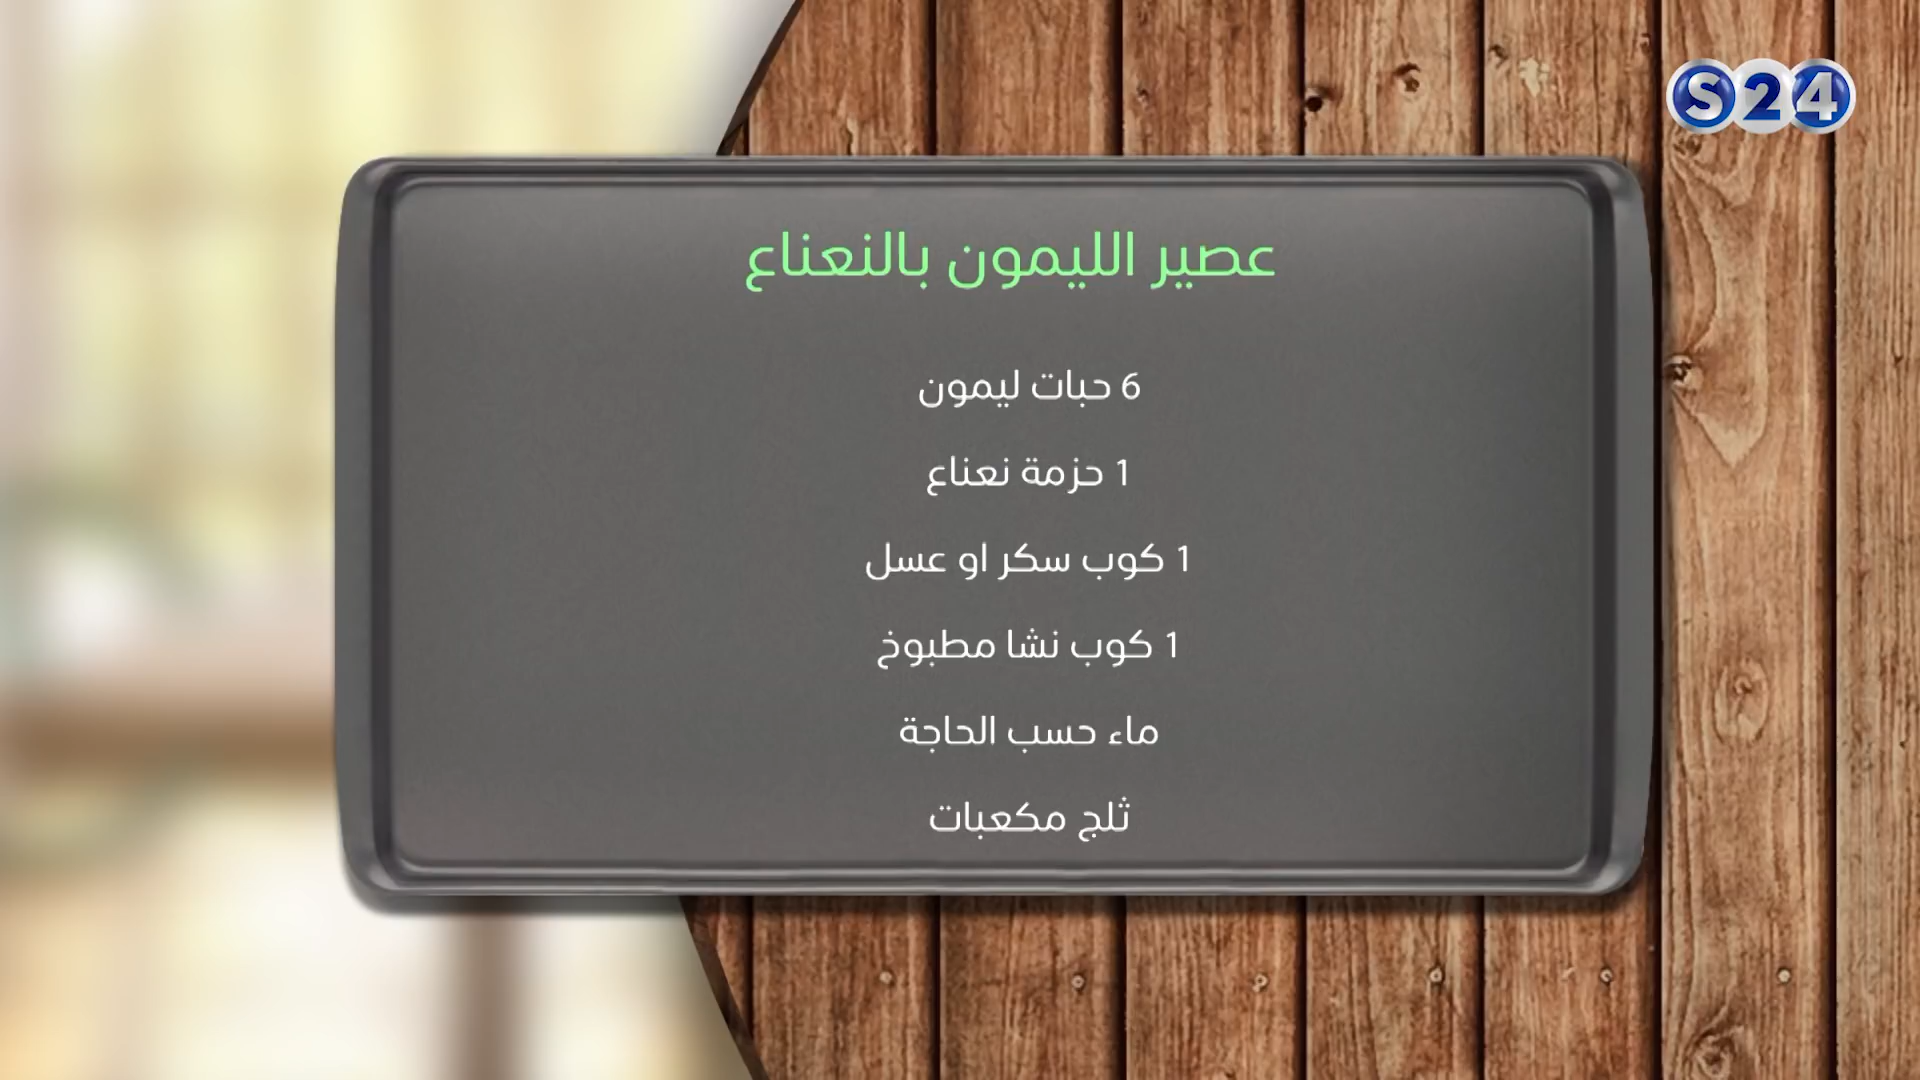 S24
عصير الليمون بالنعناع
6 حبات ليمون
1 حزمة نعناع
1 كوب سكر او عسل
1 كوب نشا مطبوخ
ماء حسب الحاجة
ثلج مكعبات